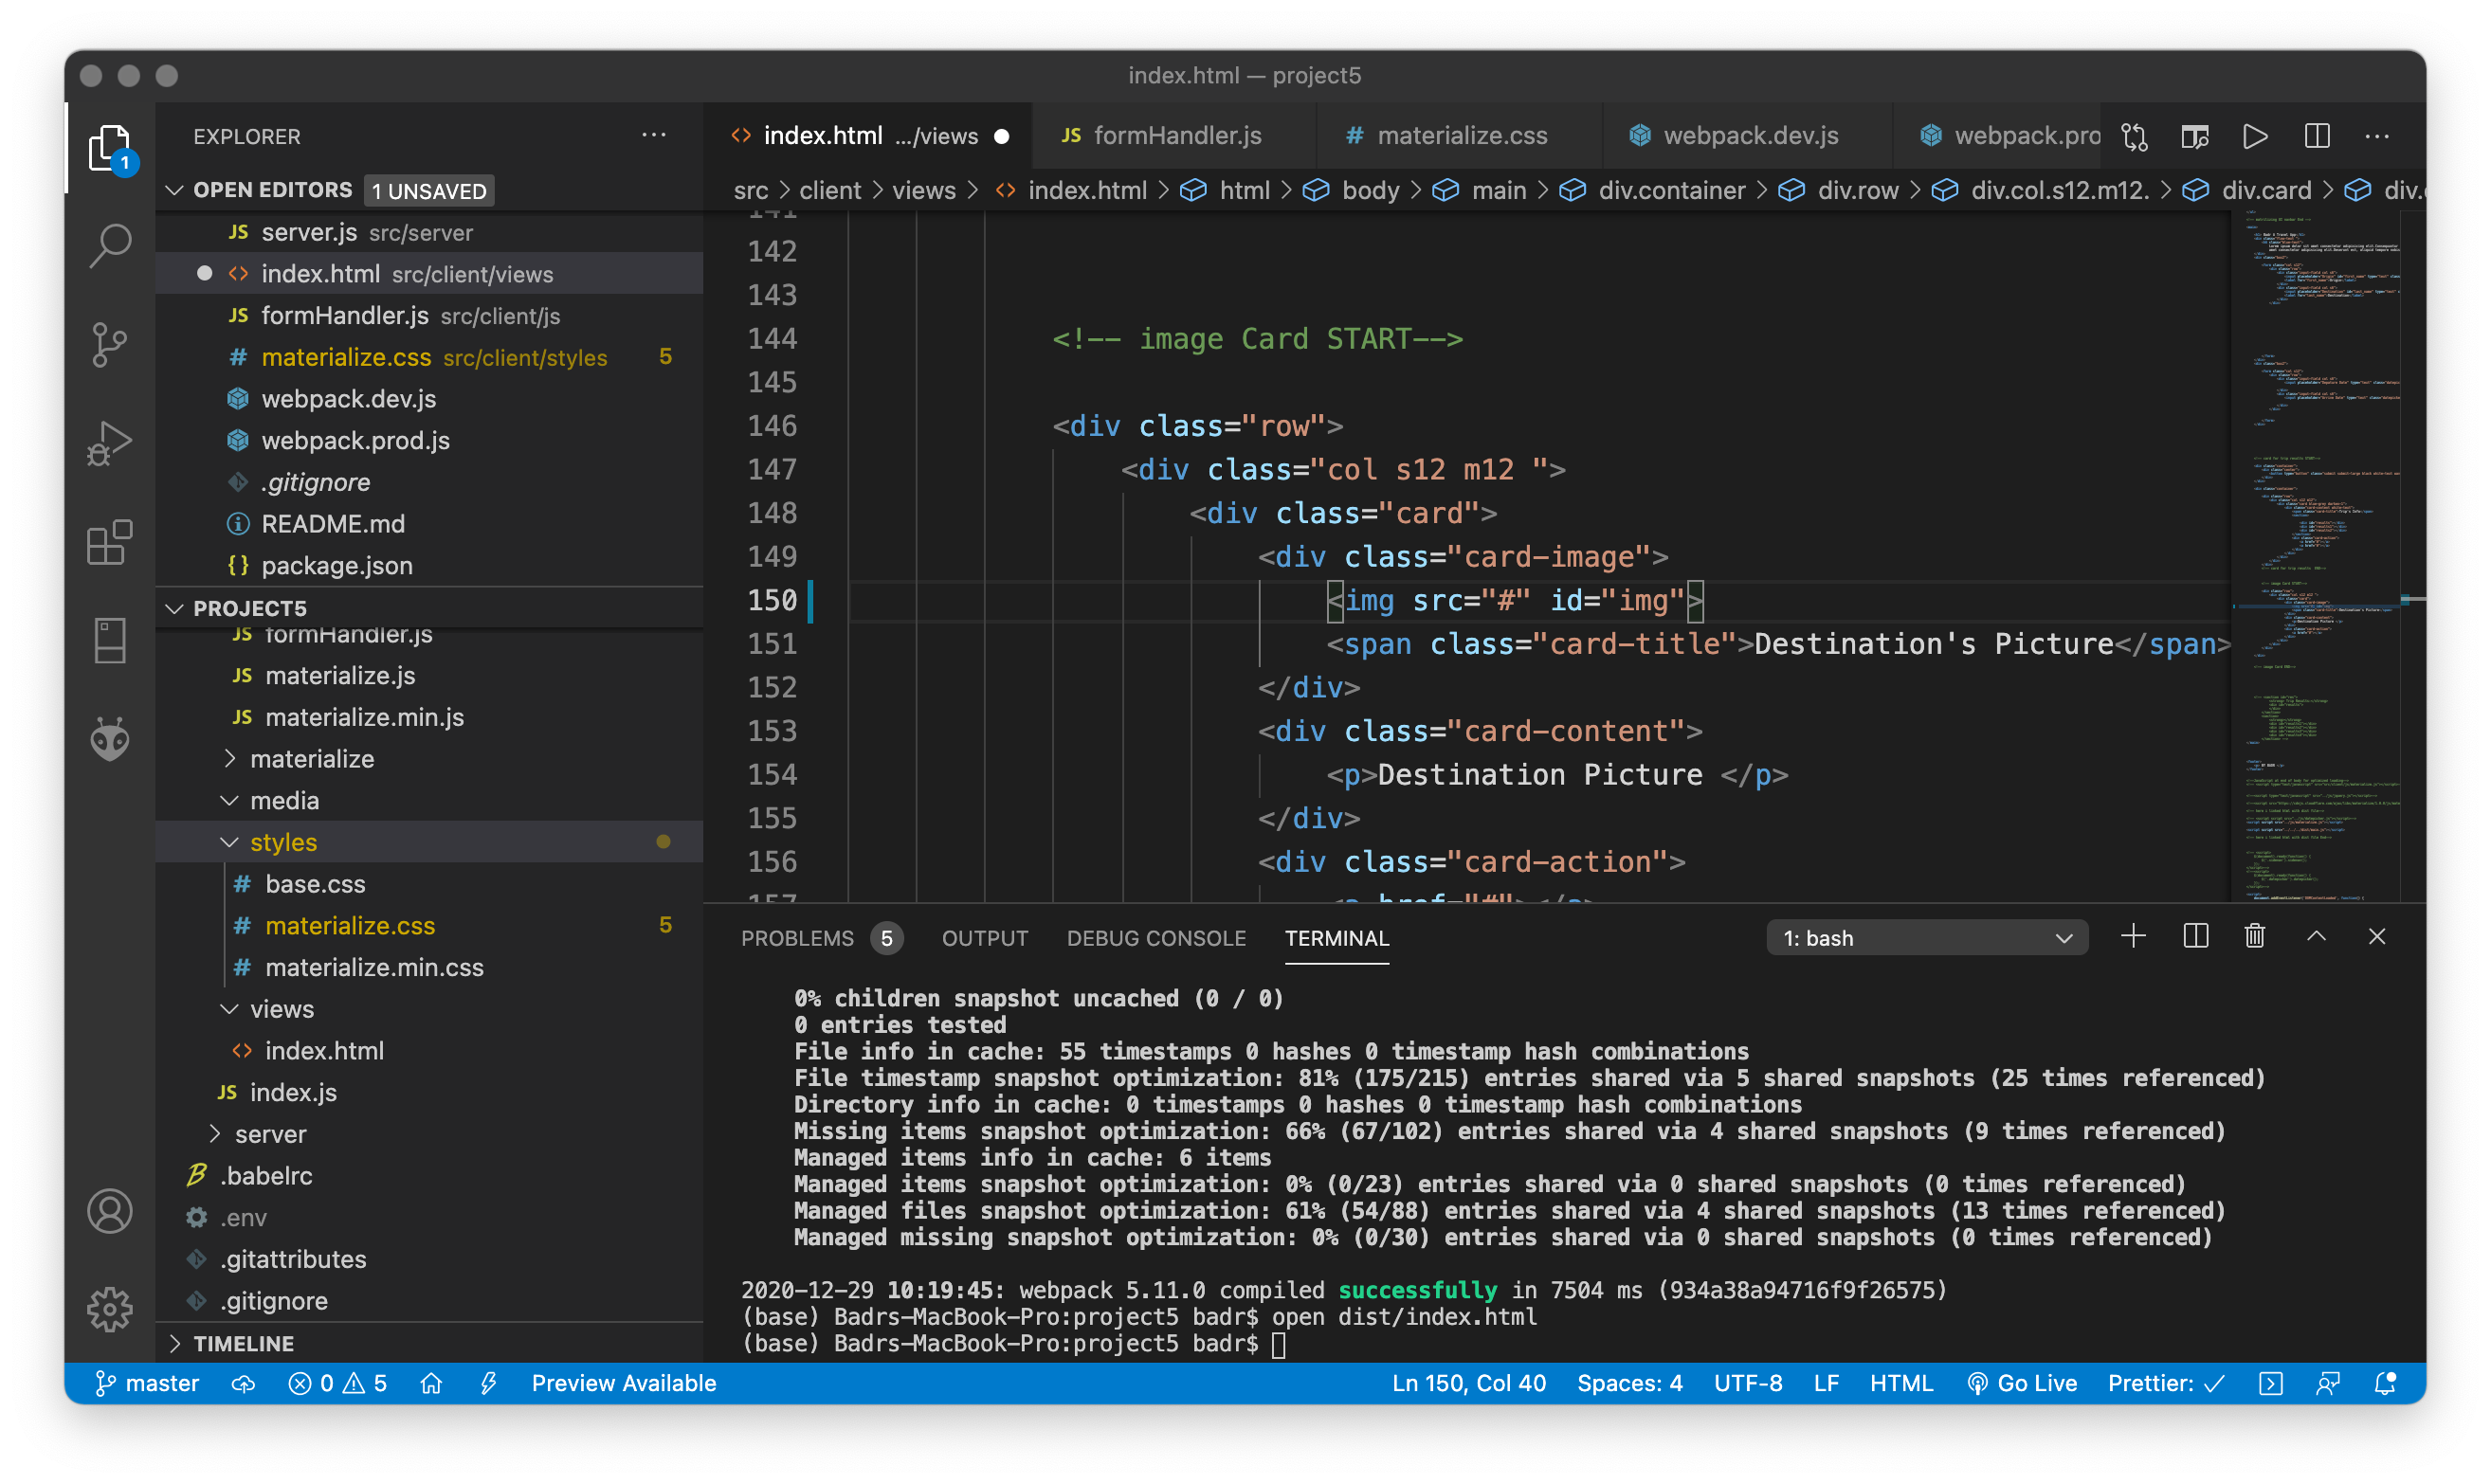 index.html — project5
EXPLORER
OPEN EDITORS 1 UNSAVED
server.js src/server
index.html src/client/views
formHandler.js src/client/js
materialize.css src/client/styles 5
webpack.dev.js
webpack.prod.js
.gitignore
README.md
package.json
PROJECT5
formHandler.js
materialize.js
materialize.min.js
materialize
media
styles
base.css
materialize.css 5
materialize.min.css
views
index.html
index.js
server
.babelrc
.env
.gitattributes
.gitignore
TIMELINE
index.html .../views formHandler.js materialize.css webpack.dev.js webpack.pro
src > client > views > index.html > html > body > main > div.container > div.row > div.col.s12.m12. > div.card > div.
141
142
143
144 <!-- image Card START-->
145
146 <div class="row">
147 <div class="col s12 m12 ">
148 <div class="card">
149 <div class="card-image">
150 <img src="#" id="img">
151 <span class="card-title">Destination's Picture</span>
152 </div>
153 <div class="card-content">
154 <p>Destination Picture </p>
155 </div>
156 <div class="card-action">
157 <a href="#"></a>
PROBLEMS 5 OUTPUT DEBUG CONSOLE TERMINAL 1: bash
0% children snapshot uncached (0 / 0)
0 entries tested
File info in cache: 55 timestamps 0 hashes 0 timestamp hash combinations
File timestamp snapshot optimization: 81% (175/215) entries shared via 5 shared snapshots (25 times referenced)
Directory info in cache: 0 timestamps 0 hashes 0 timestamp hash combinations
Missing items snapshot optimization: 66% (67/102) entries shared via 4 shared snapshots (9 times referenced)
Managed items info in cache: 6 items
Managed items snapshot optimization: 0% (0/23) entries shared via 0 shared snapshots (0 times referenced)
Managed files snapshot optimization: 61% (54/88) entries shared via 4 shared snapshots (13 times referenced)
Managed missing snapshot optimization: 0% (0/30) entries shared via 0 shared snapshots (0 times referenced)
2020-12-29 10:19:45: webpack 5.11.0 compiled successfully in 7504 ms (934a38a94716f9f26575)
(base) Badrs-MacBook-Pro:project5 badr$ open dist/index.html
(base) Badrs-MacBook-Pro:project5 badr$
master 0 5 Preview Available Ln 150, Col 40 Spaces: 4 UTF-8 LF HTML Go Live Prettier: ✓